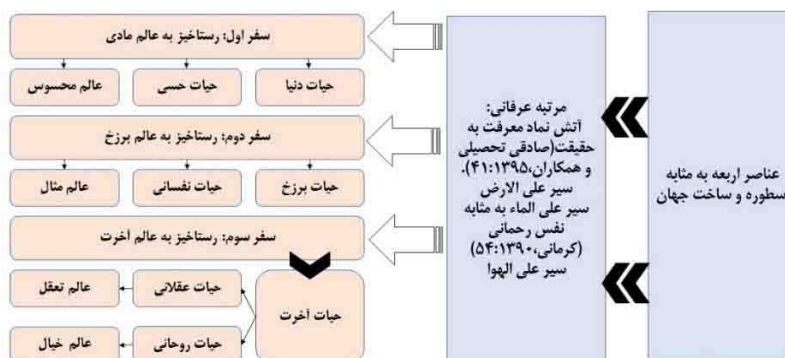 عناصر اربعه به مثابه
سطوره و ساخت جهان
مرتبه عرفانی:
آتش نماد معرفت به
حقیقت(صادقی تحصیلی
و همکاران،۴۱:۱۳۹۵).
سیر علی الارض
سیر علی الماء به مثابه
نفس رحمانی
(کرمانی،۵۴:۱۳۹۰)
سیر علی الهوا
سفر اول: رستاخیز به عالم مادی
حیات دنیا
حیات حسی
عالم محسوس
سفر دوم: رستاخیز به عالم برزخ
حیات برزخ
حیات نفسانی
عالم مثال
سفر سوم: رستاخیز به عالم آخرت
حیات آخرت
حیات عقلانی
عالم تعقل
حیات روحانی
عالم خیال